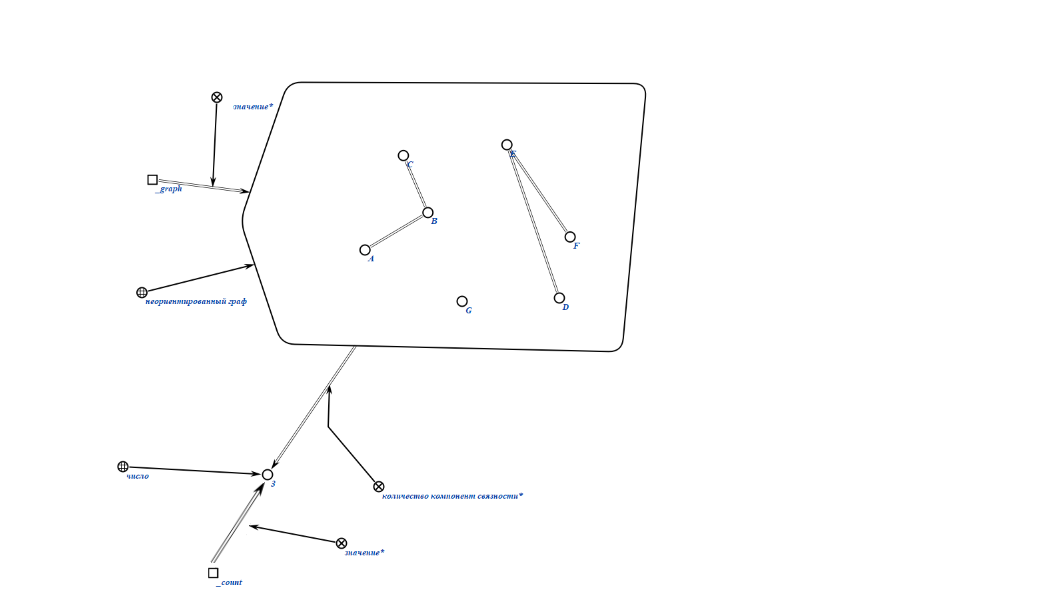 значение*
C
E
_graph
B
F
A
неориентированный граф
G
D
число
3
количество компонент связности*
значение*
_count